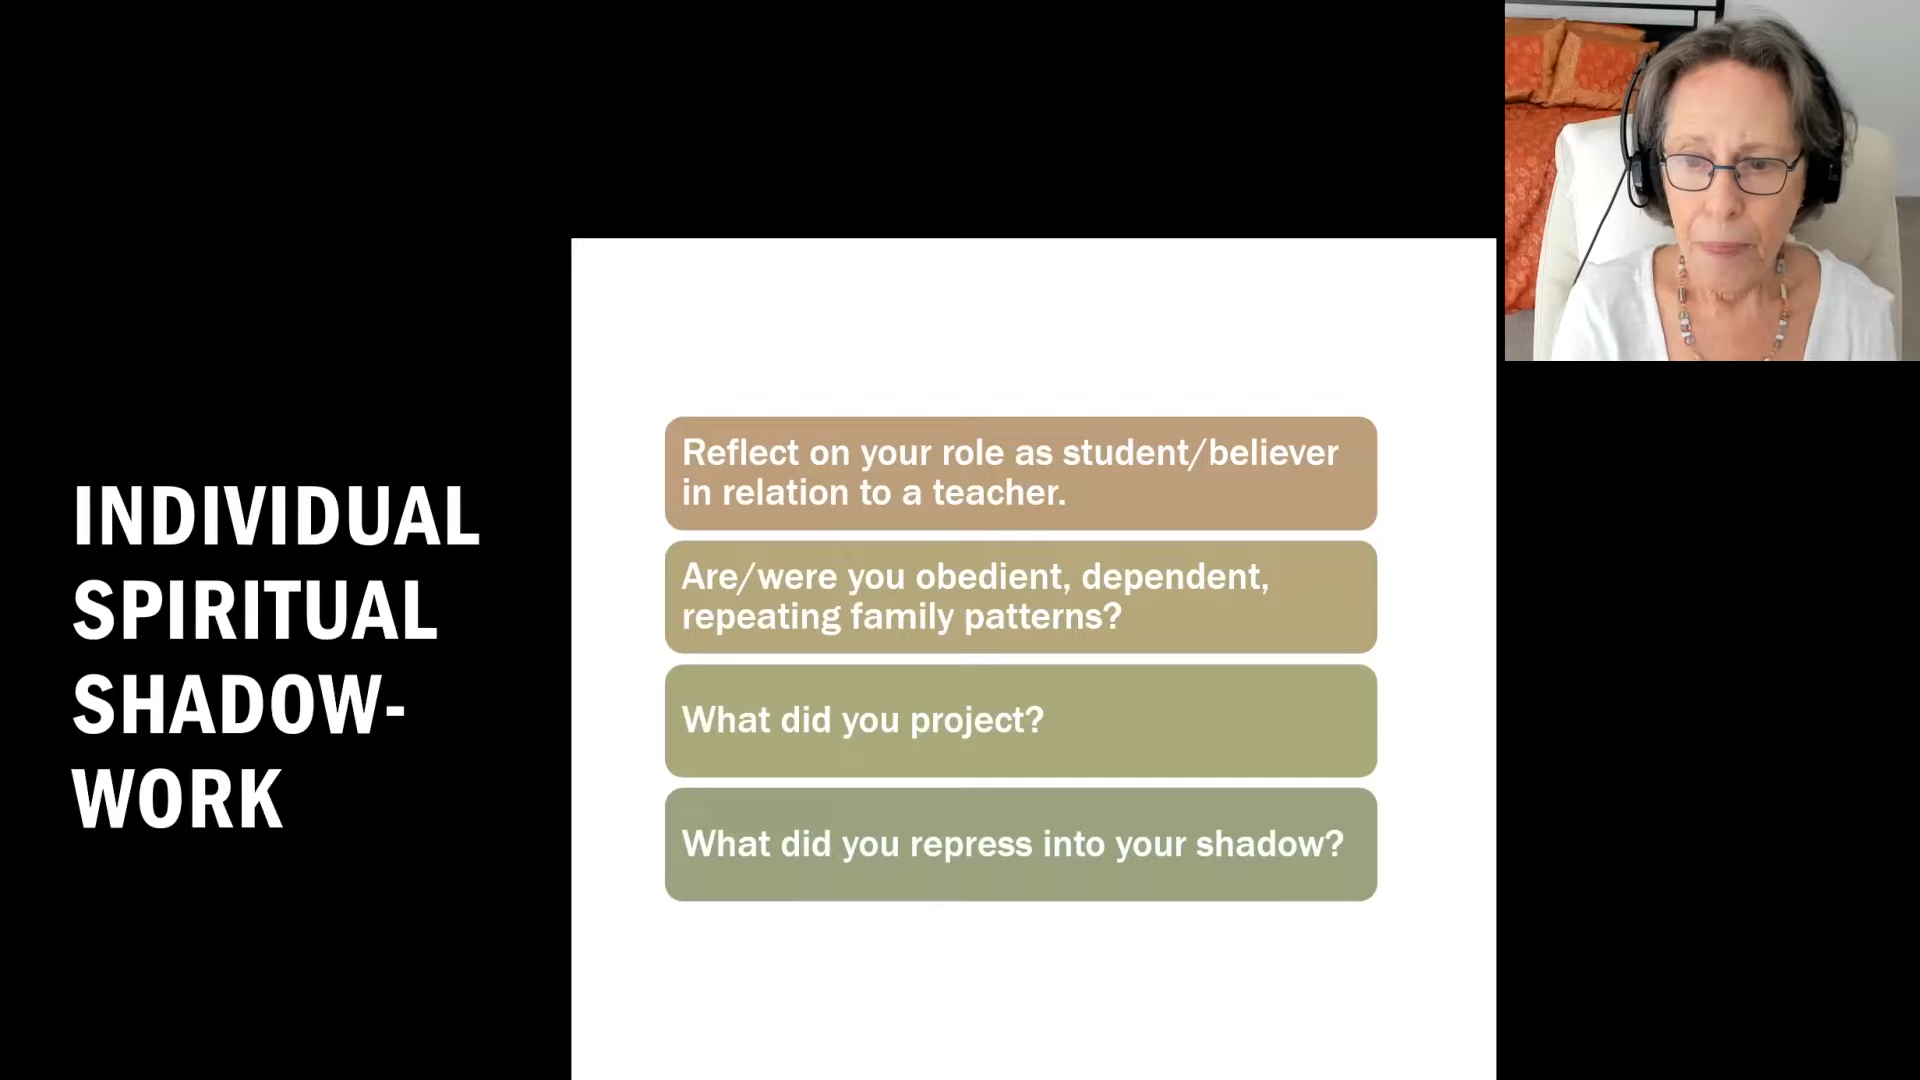 INDIVIDUAL
SPIRITUAL
SHADOW-
WORK
Reflect on your role as student/believer
in relation to a teacher.
Are/were you obedient, dependent,
repeating family patterns?
What did you project?
What did you repress into your shadow?